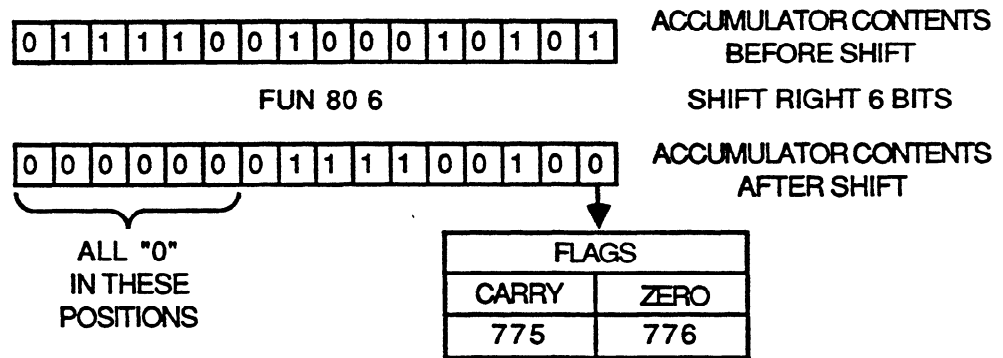 0 1 1 1 1 0 0 1 0 0 0 1 0 1 0 1
ACCUMULATOR CONTENTS
BEFORE SHIFT
FUN 80 6
SHIFT RIGHT 6 BITS
0 0 0 0 0 0 0 1 1 1 1 0 0 1 0 0
ACCUMULATOR CONTENTS
AFTER SHIFT
ALL "0"
IN THESE
POSITIONS
FLAGS
CARRY ZERO
775 776